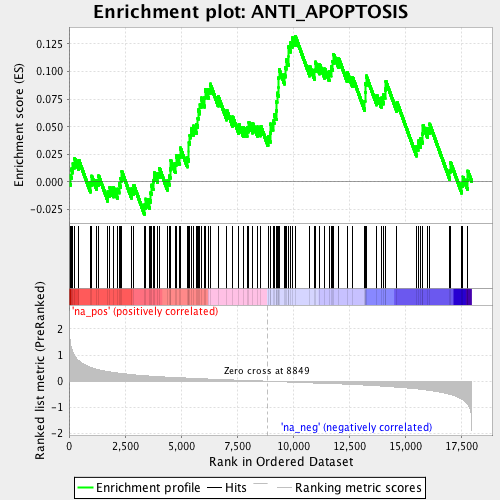 Enrichment plot: ANTI_APOPTOSIS
Enrichment score (ES)
0.125
0.100
0.075
0.050
0.025
0.000
-0.025
'na_pos' (positively correlated)
Ranked list metric (PreRanked)
2
1
0
-1
-2
Zero cross at 8849
'na_neg' (negatively correlated)
0
2,500
5,000
7,500
10,000
12,500
15,000
17,500
Rank in Ordered Dataset
Enrichment profile
Hits
Ranking metric scores